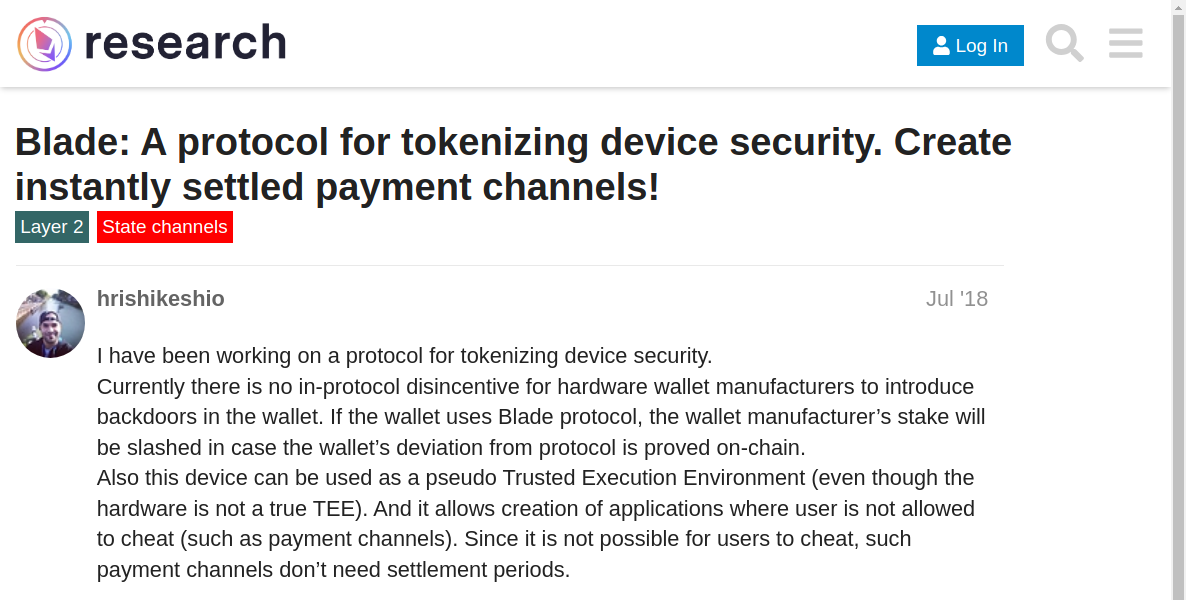 research
Log In
Blade: A protocol for tokenizing device security. Create
instantly settled payment channels!
Layer 2 State channels
hrishikeshio
Jul '18
I have been working on a protocol for tokenizing device security.
Currently there is no in-protocol disincentive for hardware wallet manufacturers to introduce
backdoors in the wallet. If the wallet uses Blade protocol, the wallet manufacturer’s stake will
be slashed in case the wallet’s deviation from protocol is proved on-chain.
Also this device can be used as a pseudo Trusted Execution Environment (even though the
hardware is not a true TEE). And it allows creation of applications where user is not allowed
to cheat (such as payment channels). Since it is not possible for users to cheat, such
payment channels don’t need settlement periods.